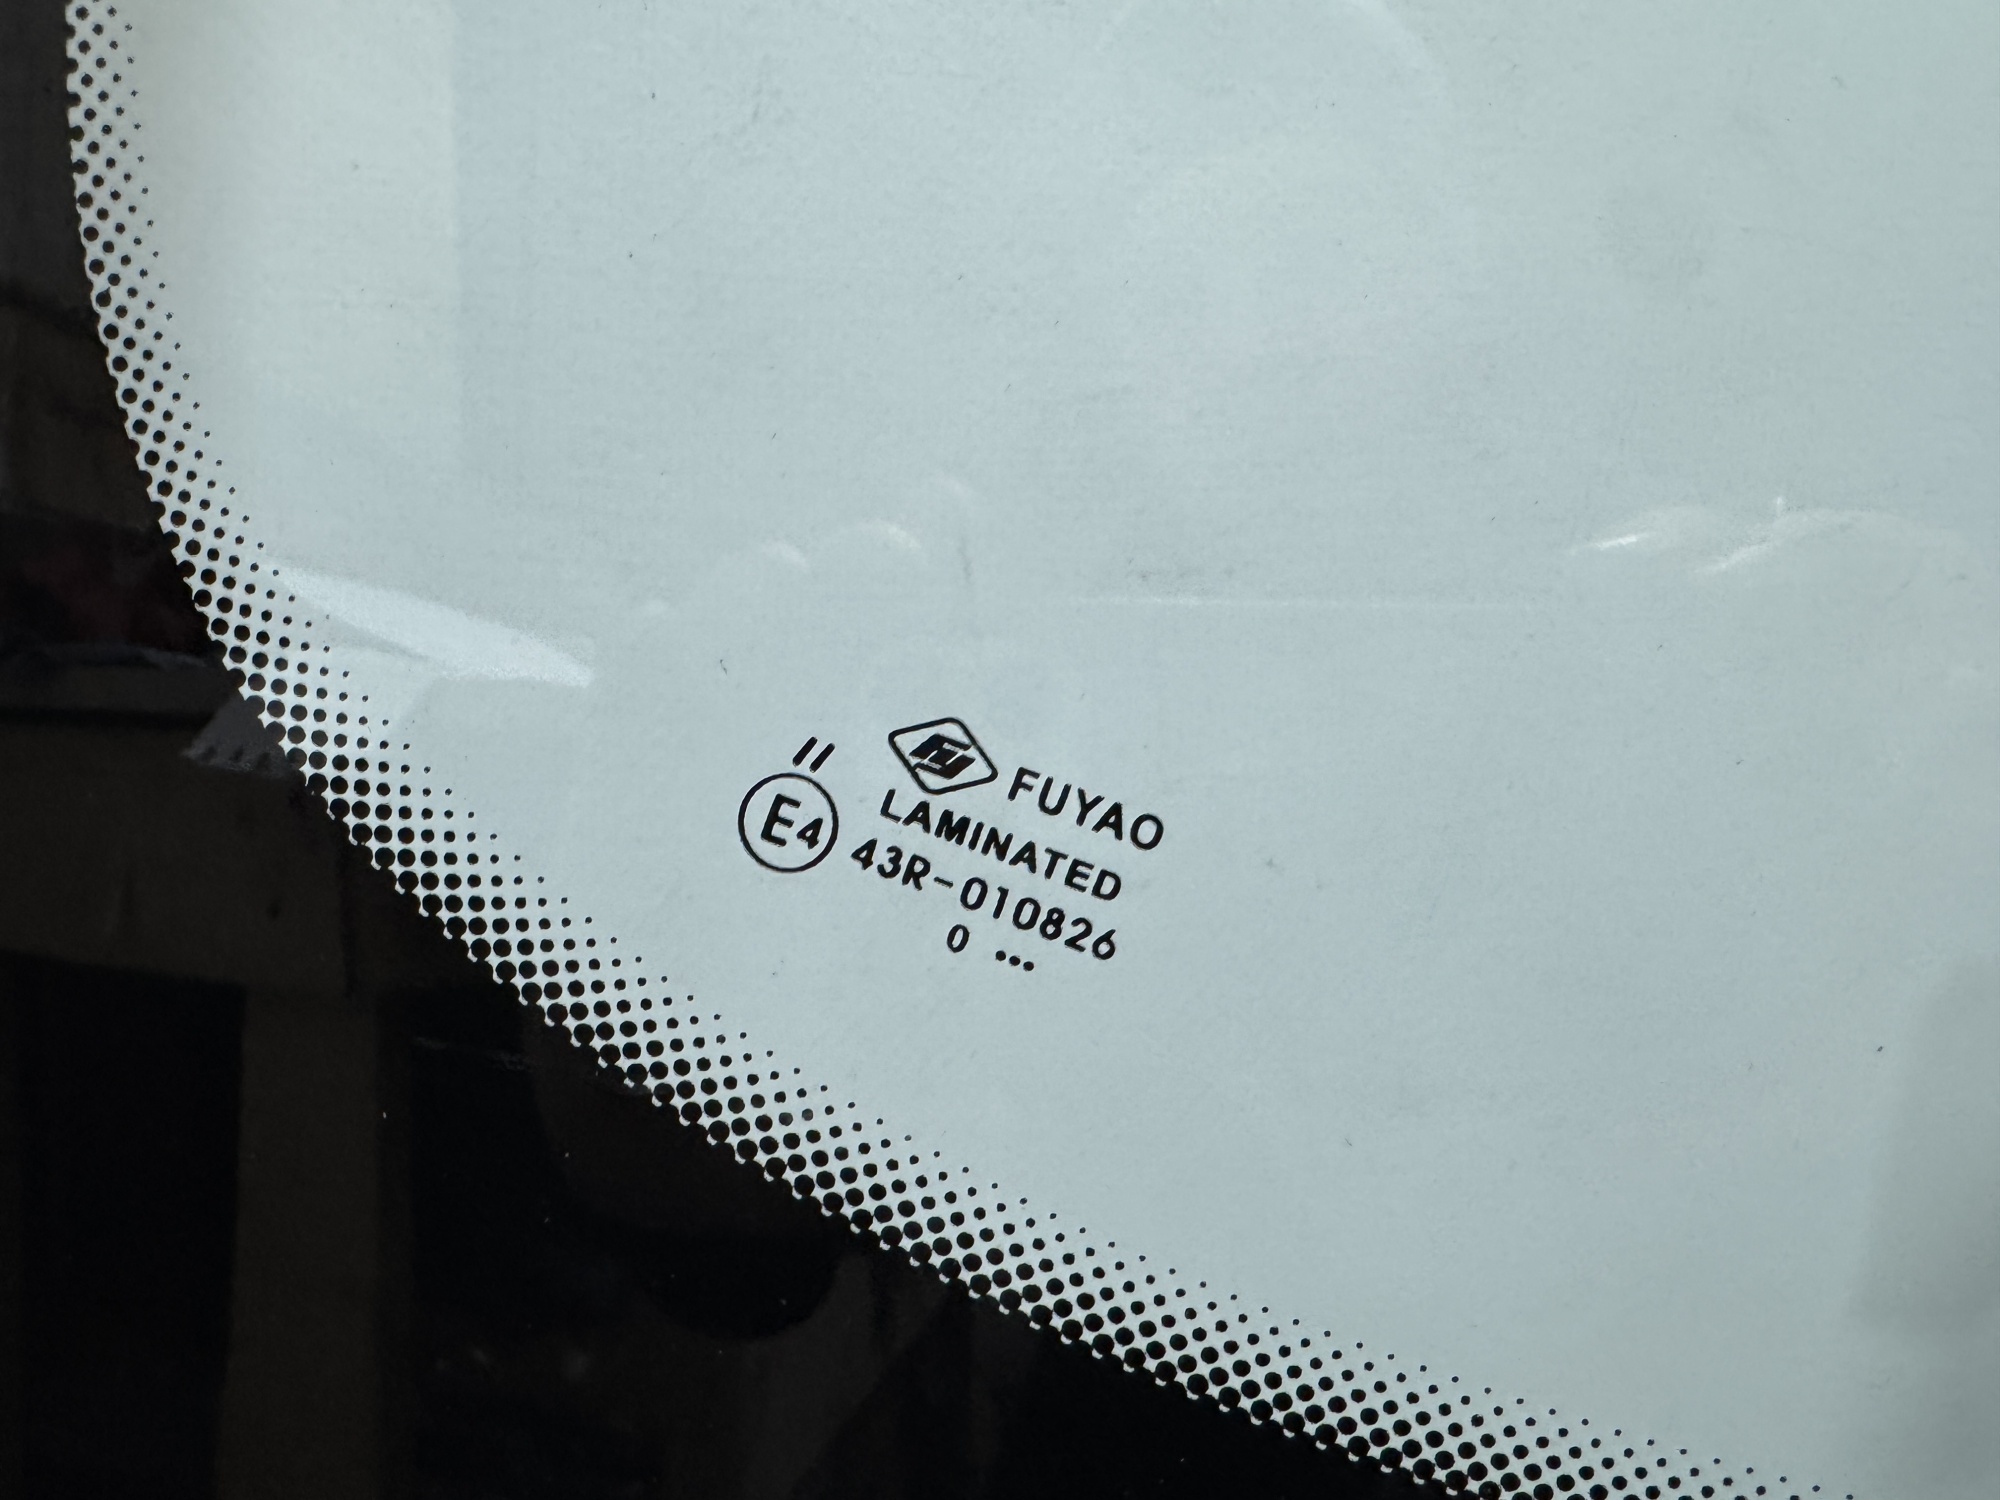 FUYAO
LAMINATED
II
E4
43R-010826
0 ...